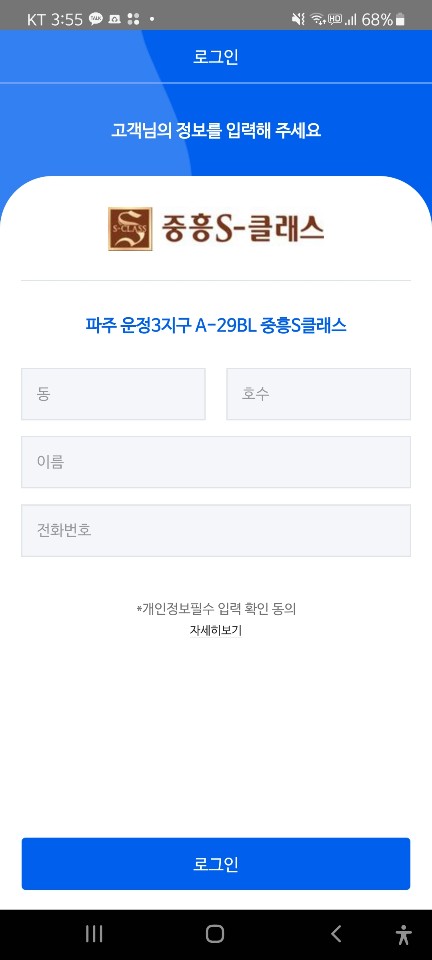 KT 3:55 68%
로그인
고객님의 정보를 입력해 주세요
S-CLASS 중흥S-클래스
파주 운정3지구 A-29BL 중흥S클래스
동 호수
이름
전화번호
*개인정보필수 입력 확인 동의
자세히보기
로그인